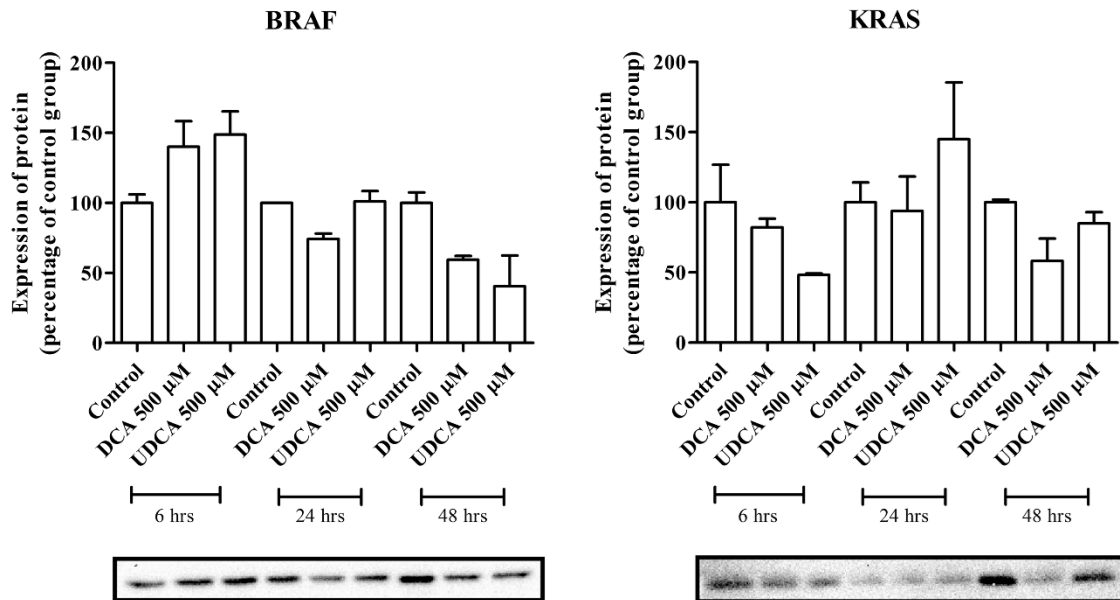 BRAF
Expression of protein
(percentage of control group)
200
150
100
50
0
Control
DCA 500 µM
UDCA 500 µM
Control
DCA 500 µM
UDCA 500 µM
Control
DCA 500 µM
UDCA 500 µM
6 hrs
24 hrs
48 hrs
KRAS
Expression of protein
(percentage of control group)
200
150
100
50
0
Control
DCA 500 µM
UDCA 500 µM
Control
DCA 500 µM
UDCA 500 µM
Control
DCA 500 µM
UDCA 500 µM
6 hrs
24 hrs
48 hrs